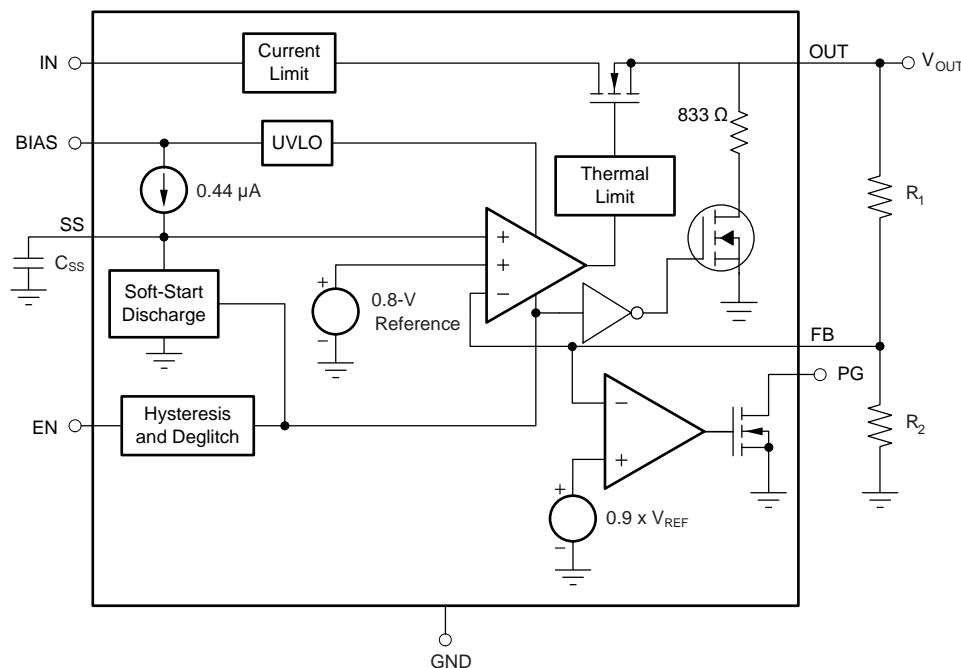 IN
Current
Limit
OUT
V_OUT
833 Ω
BIAS
UVLO
Thermal
Limit
R_1
0.44 µA
SS
C_SS
+
+
−
Soft-Start
Discharge
+
0.8-V
Reference
−
FB
PG
EN
Hysteresis
and Deglitch
−
+
R_2
+
0.9 x V_REF
−
GND